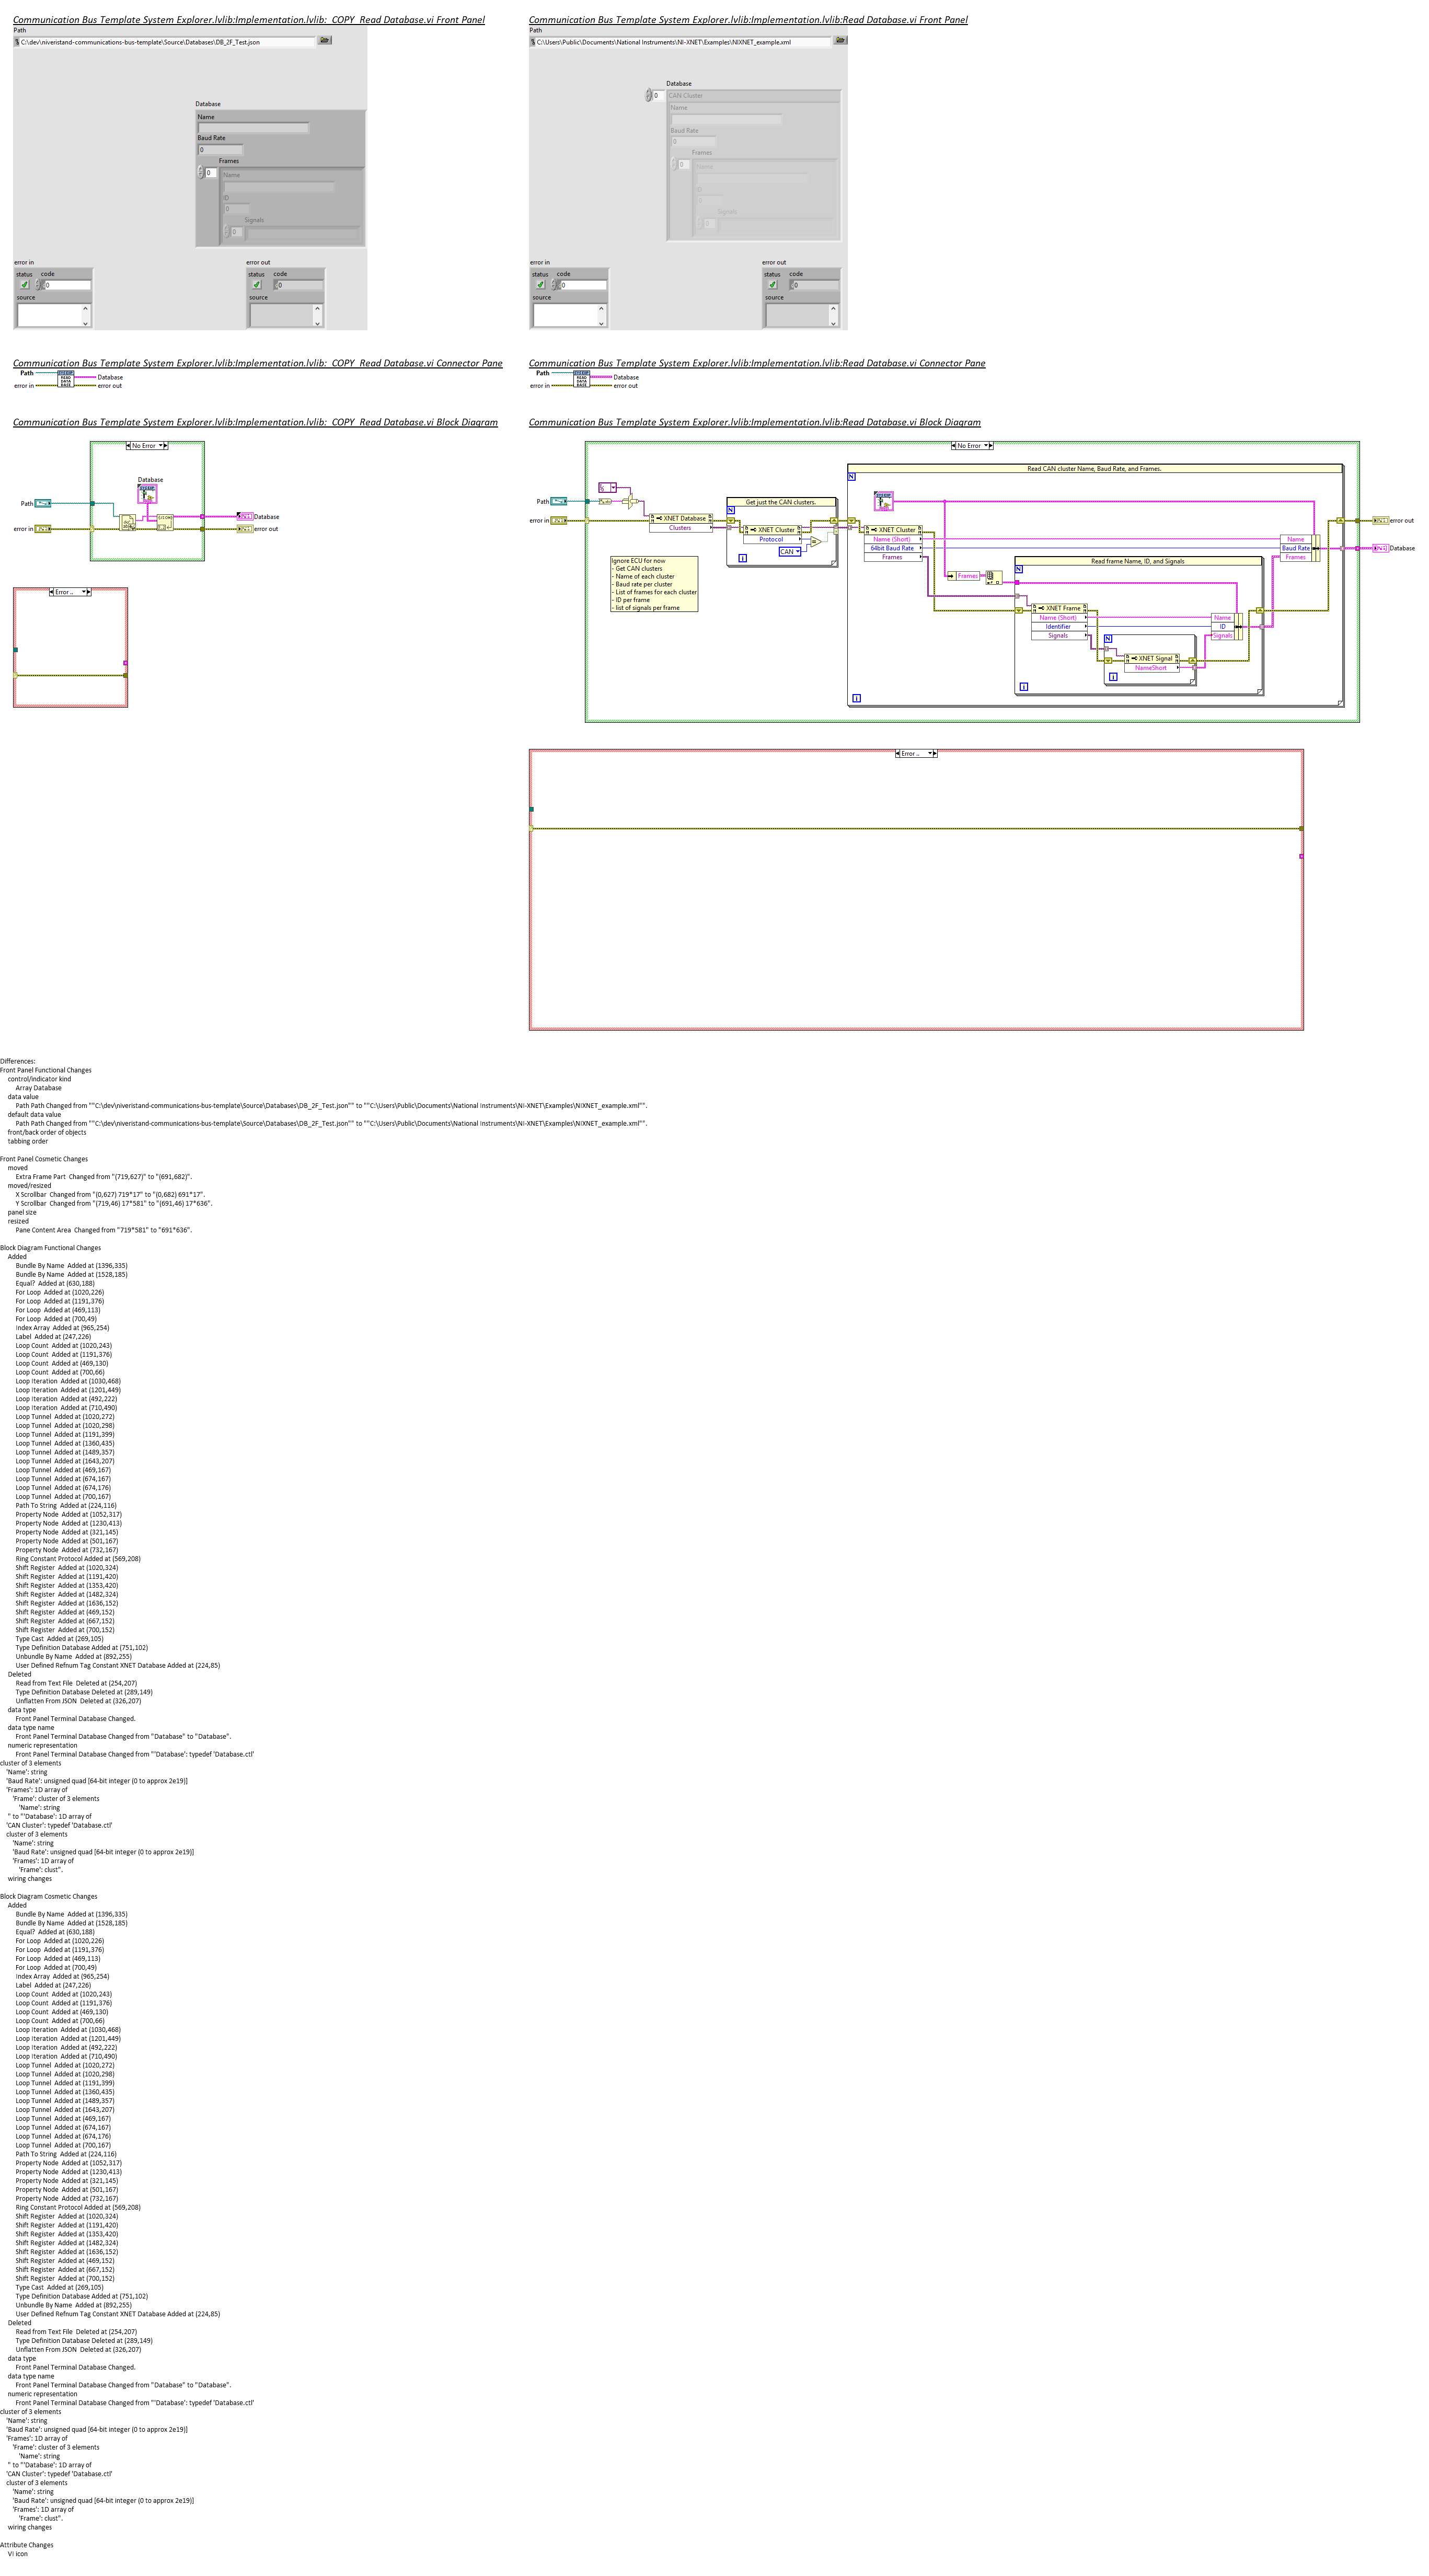 Communication Bus Template System Explorer.lvlib:Implementation.lvlib:_COPY_Read Database.vi Front Panel
Path
C:\dev\niveristand-communications-bus-template\Source\Databases\DB_2F_Test.json
Database
Name
Baud Rate
0
Frames
0
Name
ID
0
Signals
0
error in
status code
0
source
error out
status code
0
source
Communication Bus Template System Explorer.lvlib:Implementation.lvlib:Read Database.vi Front Panel
Path
C:\Users\Public\Documents\National Instruments\NI-XNET\Examples\NIXNET_example.xml
Database
0
CAN Cluster
Name
Baud Rate
0
Frames
0
Name
ID
0
Signals
0
error in
status code
0
source
error out
status code
0
source
Communication Bus Template System Explorer.lvlib:Implementation.lvlib:_COPY_Read Database.vi Connector Pane
Path
error in
READ
DATA
BASE
Database
error out
Communication Bus Template System Explorer.lvlib:Implementation.lvlib:Read Database.vi Connector Pane
Path
error in
READ
DATA
BASE
Database
error out
Communication Bus Template System Explorer.lvlib:Implementation.lvlib:_COPY_Read Database.vi Block Diagram
No Error
Database
Path
error in
Database
error out
Error
Communication Bus Template System Explorer.lvlib:Implementation.lvlib:Read Database.vi Block Diagram
No Error
Read CAN cluster Name, Baud Rate, and Frames.
N
Path
error in
XNET Database
Clusters
Get just the CAN clusters.
N
XNET Cluster
Protocol
CAN
i
Ignore ECU for now
- Get CAN clusters
- Name of each cluster
- Baud rate per cluster
- List of frames for each cluster
- ID per frame
- list of signals per frame
XNET Cluster
Name (Short)
64bit Baud Rate
Frames
Frames
Read frame Name, ID, and Signals
N
XNET Frame
Name (Short)
Identifier
Signals
N
XNET Signal
NameShort
i
i
i
Name
ID
Signals
Name
Baud Rate
Frames
error out
Database
Error
Differences:
Front Panel Functional Changes
control/indicator kind
Array Database
data value
Path Path Changed from ""C:\dev\niveristand-communications-bus-template\Source\Databases\DB_2F_Test.json"" to ""C:\Users\Public\Documents\National Instruments\NI-XNET\Examples\NIXNET_example.xml"".
default data value
Path Path Changed from ""C:\dev\niveristand-communications-bus-template\Source\Databases\DB_2F_Test.json"" to ""C:\Users\Public\Documents\National Instruments\NI-XNET\Examples\NIXNET_example.xml"".
front/back order of objects
tabbing order
Front Panel Cosmetic Changes
moved
Extra Frame Part Changed from "(719,627)" to "(691,682)".
moved/resized
X Scrollbar Changed from "(0,627) 719*17" to "(0,682) 691*17".
Y Scrollbar Changed from "(719,46) 17*581" to "(691,46) 17*636".
panel size
resized
Pane Content Area Changed from "719*581" to "691*636".
Block Diagram Functional Changes
Added
Bundle By Name Added at (1396,335)
Bundle By Name Added at (1528,185)
Equal? Added at (630,188)
For Loop Added at (1020,226)
For Loop Added at (1191,376)
For Loop Added at (469,113)
For Loop Added at (700,49)
Index Array Added at (965,254)
Label Added at (247,226)
Loop Count Added at (1020,243)
Loop Count Added at (1191,376)
Loop Count Added at (469,130)
Loop Count Added at (700,66)
Loop Iteration Added at (1030,468)
Loop Iteration Added at (1201,449)
Loop Iteration Added at (492,222)
Loop Iteration Added at (710,490)
Loop Tunnel Added at (1020,272)
Loop Tunnel Added at (1020,298)
Loop Tunnel Added at (1191,399)
Loop Tunnel Added at (1360,435)
Loop Tunnel Added at (1489,357)
Loop Tunnel Added at (1643,207)
Loop Tunnel Added at (469,167)
Loop Tunnel Added at (674,167)
Loop Tunnel Added at (674,176)
Loop Tunnel Added at (700,167)
Path To String Added at (224,116)
Property Node Added at (1052,317)
Property Node Added at (1230,413)
Property Node Added at (321,145)
Property Node Added at (501,167)
Property Node Added at (732,167)
Ring Constant Protocol Added at (569,208)
Shift Register Added at (1020,324)
Shift Register Added at (1191,420)
Shift Register Added at (1353,420)
Shift Register Added at (1482,324)
Shift Register Added at (1636,152)
Shift Register Added at (469,152)
Shift Register Added at (667,152)
Shift Register Added at (700,152)
Type Cast Added at (269,105)
Type Definition Database Added at (751,102)
Unbundle By Name Added at (892,255)
User Defined Refnum Tag Constant XNET Database Added at (224,85)
Deleted
Read from Text File Deleted at (254,207)
Type Definition Database Deleted at (289,149)
Unflatten From JSON Deleted at (326,207)
data type
Front Panel Terminal Database Changed.
data type name
Front Panel Terminal Database Changed from "Database" to "Database".
numeric representation
Front Panel Terminal Database Changed from "'Database': typedef 'Database.ctl'
cluster of 3 elements
'Name': string
'Baud Rate': unsigned quad [64-bit integer (0 to approx 2e19)]
'Frames': 1D array of
'Frame': cluster of 3 elements
'Name': string
" to "'Database': 1D array of
'CAN Cluster': typedef 'Database.ctl'
cluster of 3 elements
'Name': string
'Baud Rate': unsigned quad [64-bit integer (0 to approx 2e19)]
'Frames': 1D array of
'Frame': clust".
wiring changes
Block Diagram Cosmetic Changes
Added
Bundle By Name Added at (1396,335)
Bundle By Name Added at (1528,185)
Equal? Added at (630,188)
For Loop Added at (1020,226)
For Loop Added at (1191,376)
For Loop Added at (469,113)
For Loop Added at (700,49)
Index Array Added at (965,254)
Label Added at (247,226)
Loop Count Added at (1020,243)
Loop Count Added at (1191,376)
Loop Count Added at (469,130)
Loop Count Added at (700,66)
Loop Iteration Added at (1030,468)
Loop Iteration Added at (1201,449)
Loop Iteration Added at (492,222)
Loop Iteration Added at (710,490)
Loop Tunnel Added at (1020,272)
Loop Tunnel Added at (1020,298)
Loop Tunnel Added at (1191,399)
Loop Tunnel Added at (1360,435)
Loop Tunnel Added at (1489,357)
Loop Tunnel Added at (1643,207)
Loop Tunnel Added at (469,167)
Loop Tunnel Added at (674,167)
Loop Tunnel Added at (674,176)
Loop Tunnel Added at (700,167)
Path To String Added at (224,116)
Property Node Added at (1052,317)
Property Node Added at (1230,413)
Property Node Added at (321,145)
Property Node Added at (501,167)
Property Node Added at (732,167)
Ring Constant Protocol Added at (569,208)
Shift Register Added at (1020,324)
Shift Register Added at (1191,420)
Shift Register Added at (1353,420)
Shift Register Added at (1482,324)
Shift Register Added at (1636,152)
Shift Register Added at (469,152)
Shift Register Added at (667,152)
Shift Register Added at (700,152)
Type Cast Added at (269,105)
Type Definition Database Added at (751,102)
Unbundle By Name Added at (892,255)
User Defined Refnum Tag Constant XNET Database Added at (224,85)
Deleted
Read from Text File Deleted at (254,207)
Type Definition Database Deleted at (289,149)
Unflatten From JSON Deleted at (326,207)
data type
Front Panel Terminal Database Changed.
data type name
Front Panel Terminal Database Changed from "Database" to "Database".
numeric representation
Front Panel Terminal Database Changed from "'Database': typedef 'Database.ctl'
cluster of 3 elements
'Name': string
'Baud Rate': unsigned quad [64-bit integer (0 to approx 2e19)]
'Frames': 1D array of
'Frame': cluster of 3 elements
'Name': string
" to "'Database': 1D array of
'CAN Cluster': typedef 'Database.ctl'
cluster of 3 elements
'Name': string
'Baud Rate': unsigned quad [64-bit integer (0 to approx 2e19)]
'Frames': 1D array of
'Frame': clust".
wiring changes
Attribute Changes
VI icon